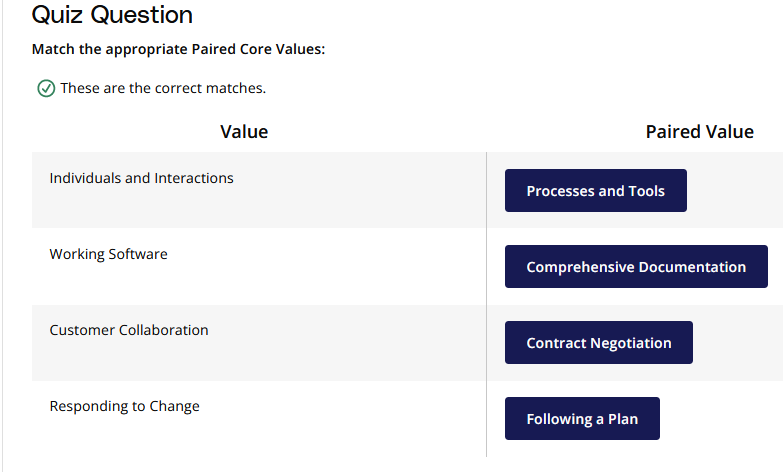 Quiz Question
Match the appropriate Paired Core Values:
These are the correct matches.
Value Paired Value
Individuals and Interactions Processes and Tools
Working Software Comprehensive Documentation
Customer Collaboration Contract Negotiation
Responding to Change Following a Plan